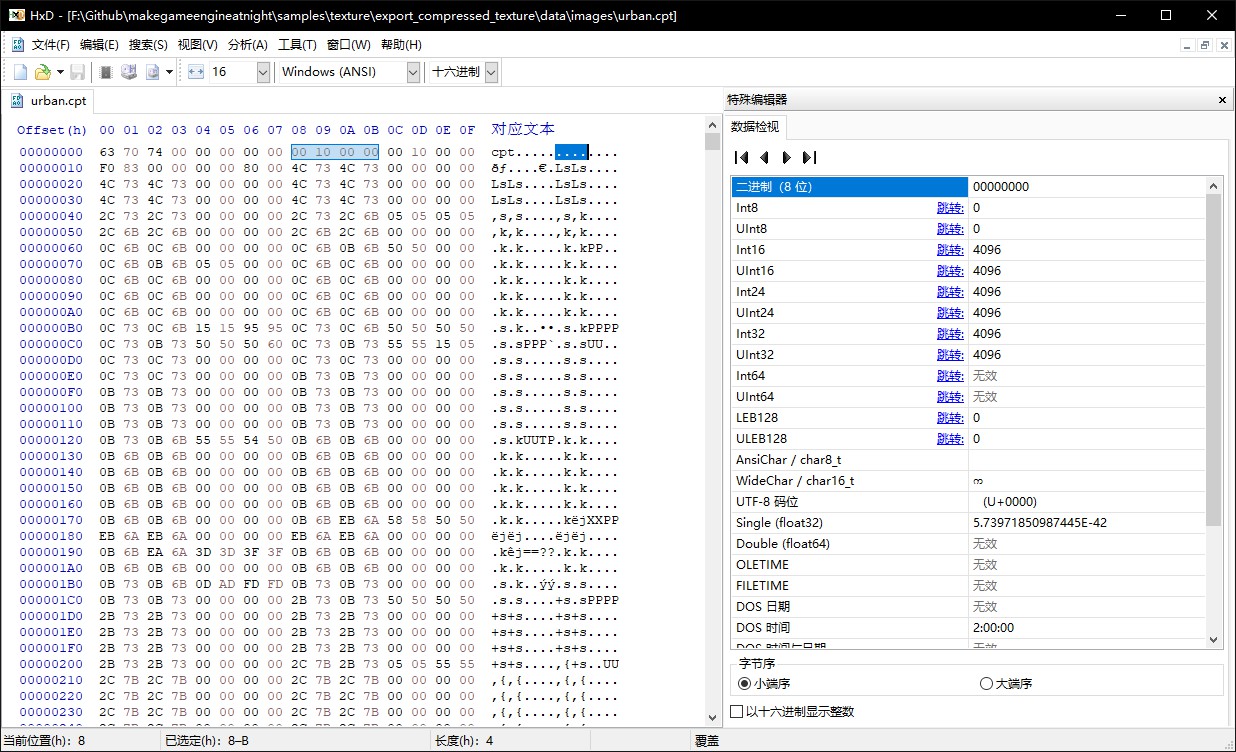 HxD - [F:\Github\makegameengineatnight\samples\texture\export_compressed_texture\data\images\urban.cpt]
文件(F) 编辑(E) 搜索(S) 视图(V) 分析(A) 工具(T) 窗口(W) 帮助(H)
16 Windows (ANSI) 十六进制
urban.cpt
Offset(h) 00 01 02 03 04 05 06 07 08 09 0A 0B 0C 0D 0E 0F 对应文本
00000000 63 70 74 00 00 00 00 00 00 10 00 00 00 10 00 00 cpt.............
00000010 F0 83 00 00 00 00 80 00 4C 73 4C 73 00 00 00 00 ðƒ....€.LsLs....
00000020 4C 73 4C 73 00 00 00 00 4C 73 4C 73 00 00 00 00 LsLs....LsLs....
00000030 4C 73 4C 73 00 00 00 00 4C 73 4C 73 00 00 00 00 LsLs....LsLs....
00000040 2C 73 2C 73 00 00 00 00 2C 73 2C 6B 05 05 05 05 ,s,s....,s,k....
00000050 2C 6B 2C 6B 00 00 00 00 2C 6B 2C 6B 00 00 00 00 ,k,k....,k,k....
00000060 0C 6B 0C 6B 00 00 00 00 0C 6B 0B 6B 50 50 00 00 .k.k.....k.kPP..
00000070 0C 6B 0B 6B 05 05 00 00 0C 6B 0C 6B 00 00 00 00 .k.k.....k.k....
00000080 0C 6B 0C 6B 00 00 00 00 0C 6B 0C 6B 00 00 00 00 .k.k.....k.k....
00000090 0C 6B 0C 6B 00 00 00 00 0C 6B 0C 6B 00 00 00 00 .k.k.....k.k....
000000A0 0C 6B 0C 6B 00 00 00 00 0C 6B 0C 6B 00 00 00 00 .k.k.....k.k....
000000B0 0C 73 0C 6B 15 15 95 95 0C 73 0C 6B 50 50 50 50 .s.k..••.s.kPPPP
000000C0 0C 73 0B 73 50 50 50 60 0C 73 0B 73 55 55 15 05 .s.sPPP`.s.sUU..
000000D0 0C 73 0C 73 00 00 00 00 0C 73 0C 73 00 00 00 00 .s.s.....s.s....
000000E0 0C 73 0C 73 00 00 00 00 0B 73 0B 73 00 00 00 00 .s.s.....s.s....
000000F0 0B 73 0B 73 00 00 00 00 0B 73 0B 73 00 00 00 00 .s.s.....s.s....
00000100 0B 73 0B 73 00 00 00 00 0B 73 0B 73 00 00 00 00 .s.s.....s.s....
00000110 0B 73 0B 73 00 00 00 00 0B 73 0B 73 00 00 00 00 .s.s.....s.s....
00000120 0B 73 0B 6B 55 55 54 50 0B 6B 0B 6B 00 00 00 00 .s.kUUTP.k.k....
00000130 0B 6B 0B 6B 00 00 00 00 0B 6B 0B 6B 00 00 00 00 .k.k.....k.k....
00000140 0B 6B 0B 6B 00 00 00 00 0B 6B 0B 6B 00 00 00 00 .k.k.....k.k....
00000150 0B 6B 0B 6B 00 00 00 00 0B 6B 0B 6B 00 00 00 00 .k.k.....k.k....
00000160 0B 6B 0B 6B 00 00 00 00 0B 6B 0B 6B 00 00 00 00 .k.k.....k.k....
00000170 0B 6B 0B 6B 00 00 00 00 0B 6B EB 6A 58 58 50 50 .k.k.....këjXXPP
00000180 EB 6A EB 6A 00 00 00 00 EB 6A EB 6A 00 00 00 00 ëjëj....ëjëj....
00000190 0B 6B EA 6A 3D 3D 3F 3F 0B 6B 0B 6B 00 00 00 00 .kêj==??.k.k....
000001A0 0B 6B 0B 6B 00 00 00 00 0B 6B 0B 6B 00 00 00 00 .k.k.....k.k....
000001B0 0B 73 0B 6B 0D AD FD FD 0B 73 0B 73 00 00 00 00 .s.k..ýý.s.s....
000001C0 0B 73 0B 73 00 00 00 00 2B 73 0B 73 50 50 50 50 .s.s....+s.sPPPP
000001D0 2B 73 2B 73 00 00 00 00 2B 73 2B 73 00 00 00 00 +s+s....+s+s....
000001E0 2B 73 2B 73 00 00 00 00 2B 73 2B 73 00 00 00 00 +s+s....+s+s....
000001F0 2B 73 2B 73 00 00 00 00 2B 73 2B 73 00 00 00 00 +s+s....+s+s....
00000200 2B 73 2B 73 00 00 00 00 2C 7B 2B 73 05 05 55 55 +s+s....,{+s..UU
00000210 2C 7B 2C 7B 00 00 00 00 2C 7B 2C 7B 00 00 00 00 ,{,{....,{,{....
00000220 2C 7B 2C 7B 00 00 00 00 2C 7B 2C 7B 00 00 00 00 ,{,{....,{,{....
00000230 2C 7B 2C 7B 00 00 00 00 2C 7B 2C 7B 00 00 00 00 ,{,{....,{,{....
特殊编辑器
数据检视
二进制（8 位） 00000000
Int8 跳转: 0
UInt8 跳转: 0
Int16 跳转: 4096
UInt16 跳转: 4096
Int24 跳转: 4096
UInt24 跳转: 4096
Int32 跳转: 4096
UInt32 跳转: 4096
Int64 跳转: 无效
UInt64 跳转: 无效
LEB128 跳转: 0
ULEB128 跳转: 0
AnsiChar / char8_t
WideChar / char16_t က
UTF-8 码位 (U+0000)
Single (float32) 5.73971850987445E-42
Double (float64) 无效
OLETIME 无效
FILETIME 无效
DOS 日期 无效
DOS 时间 2:00:00
DOS 时间与日期 无效
字节序
小端序 大端序
以十六进制显示整数
当前位置(h): 8 已选定(h): 8-B 长度(h): 4 覆盖